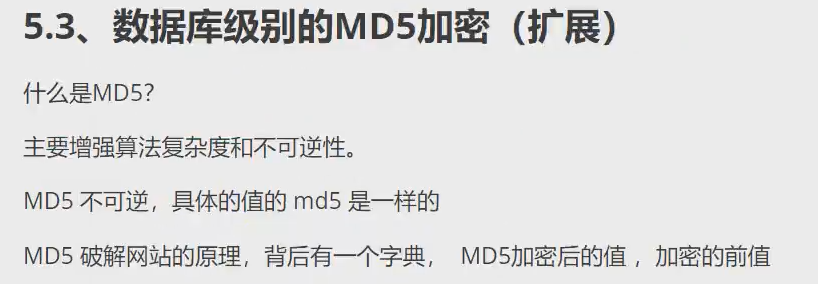 5.3、数据库级别的MD5加密（扩展）
什么是MD5?
主要增强算法复杂度和不可逆性。
MD5 不可逆，具体的值的 md5 是一样的
MD5 破解网站的原理，背后有一个字典， MD5加密后的值 ，加密的前值